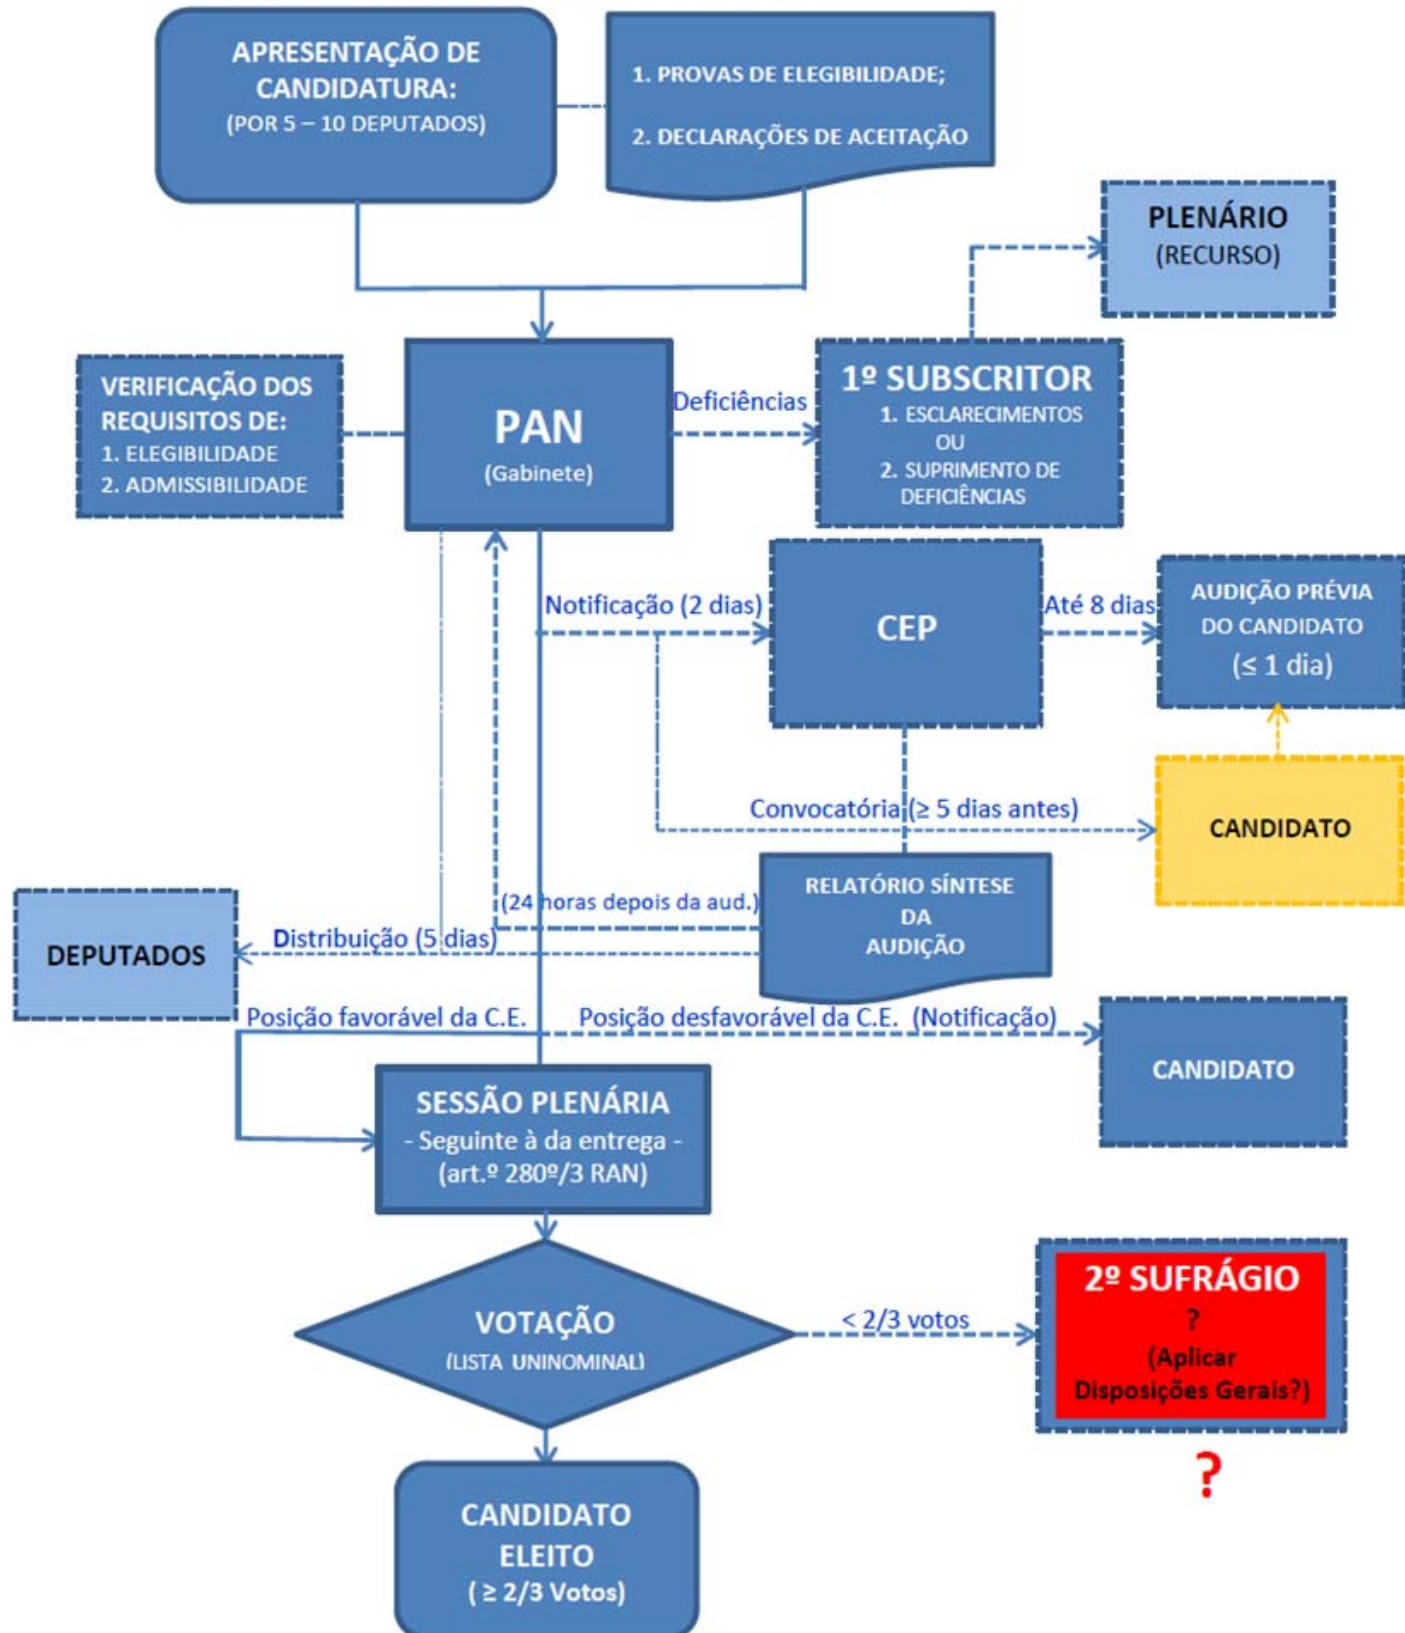 APRESENTAÇÃO DE
CANDIDATURA:
(POR 5 – 10 DEPUTADOS)
1. PROVAS DE ELEGIBILIDADE;
2. DECLARAÇÕES DE ACEITAÇÃO
PLENÁRIO
(RECURSO)
VERIFICAÇÃO DOS
REQUISITOS DE:
1. ELEGIBILIDADE
2. ADMISSIBILIDADE
PAN
(Gabinete)
Deficiências
1º SUBSCRITOR
1. ESCLARECIMENTOS
OU
2. SUPRIMENTO DE
DEFICIÊNCIAS
Notificação (2 dias)
CEP
Até 8 dias
AUDIÇÃO PRÉVIA
DO CANDIDATO
(≤ 1 dia)
Convocatória (≥ 5 dias antes)
CANDIDATO
RELATÓRIO SÍNTESE
DA
AUDIÇÃO
(24 horas depois da aud.)
Distribuição (5 dias)
DEPUTADOS
Posição favorável da C.E.
Posição desfavorável da C.E. (Notificação)
CANDIDATO
SESSÃO PLENÁRIA
- Seguinte à da entrega -
(art.º 280º/3 RAN)
VOTAÇÃO
(LISTA UNINOMINAL)
< 2/3 votos
2º SUFRÁGIO
?
(Aplicar
Disposições Gerais?)
?
CANDIDATO
ELEITO
( ≥ 2/3 Votos)